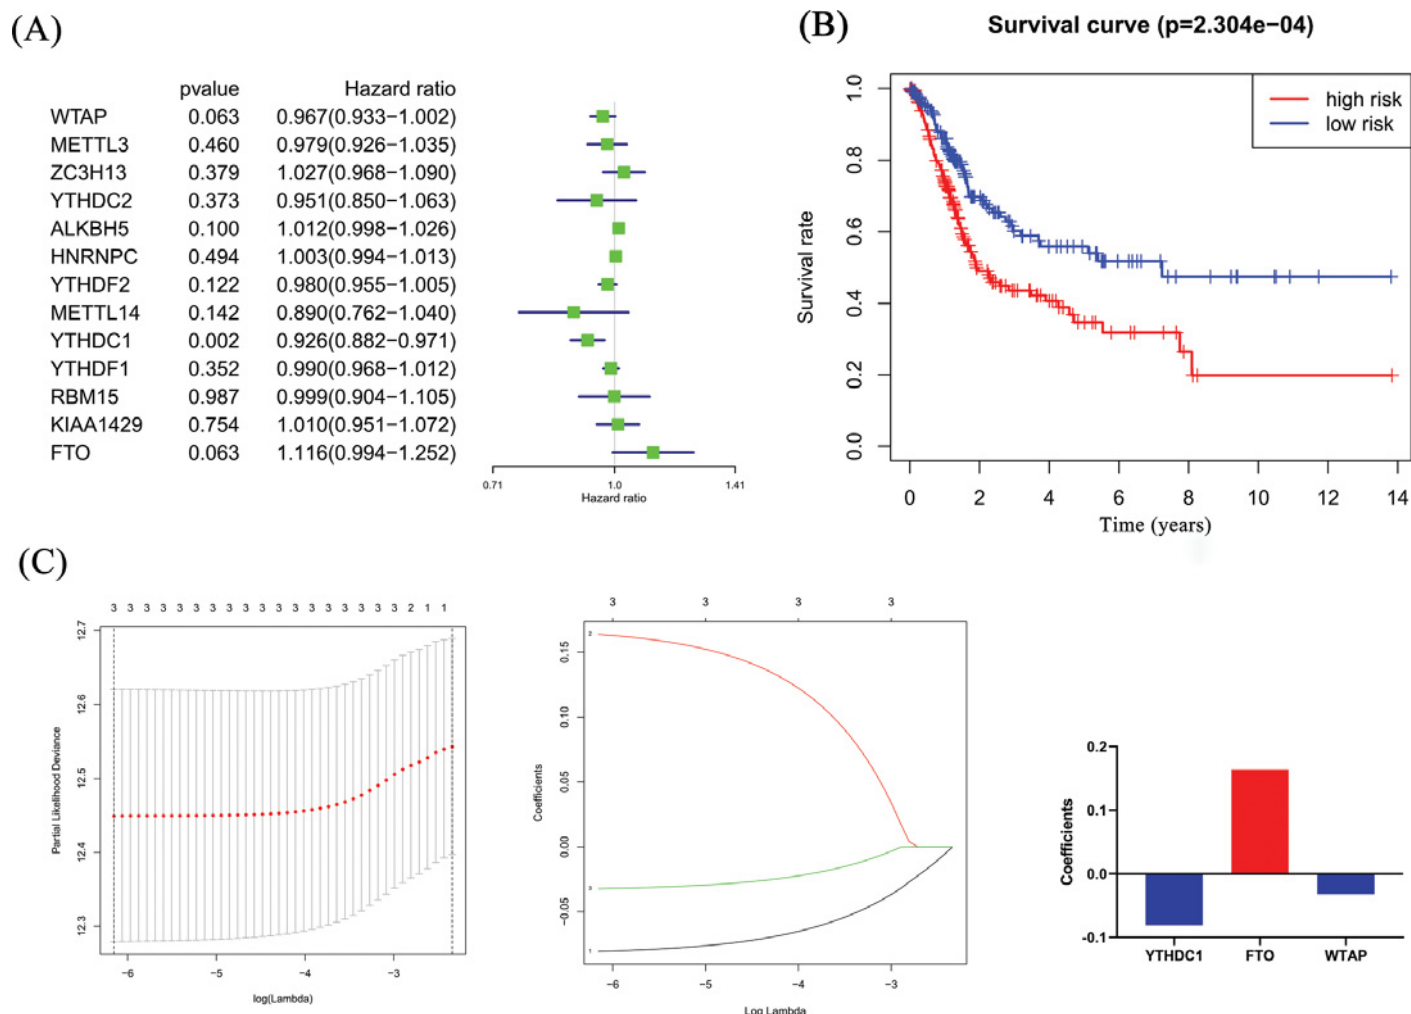 (A)
pvalue Hazard ratio
WTAP 0.063 0.967(0.933−1.002)
METTL3 0.460 0.979(0.926−1.035)
ZC3H13 0.379 1.027(0.968−1.090)
YTHDC2 0.373 0.951(0.850−1.063)
ALKBH5 0.100 1.012(0.998−1.026)
HNRNPC 0.494 1.003(0.994−1.013)
YTHDF2 0.122 0.980(0.955−1.005)
METTL14 0.142 0.890(0.762−1.040)
YTHDC1 0.002 0.926(0.882−0.971)
YTHDF1 0.352 0.990(0.968−1.012)
RBM15 0.987 0.999(0.904−1.105)
KIAA1429 0.754 1.010(0.951−1.072)
FTO 0.063 1.116(0.994−1.252)
0.71 1.0 1.41
Hazard ratio
(B)
Survival curve (p=2.304e−04)
high risk
low risk
Survival rate
1.0
0.8
0.6
0.4
0.2
0.0
0 2 4 6 8 10 12 14
Time (years)
(C)
3 3 3 3 3 3 3 3 3 3 3 3 3 3 3 3 3 3 2 1 1
Partial Likelihood Deviance
12.7
12.6
12.5
12.4
12.3
−6 −5 −4 −3
log(Lambda)
3 3 3 3
Coefficients
0.15
0.10
0.05
0.00
−0.05
2
3
1
−6 −5 −4 −3
Log Lambda
Coefficients
0.2
0.1
0.0
-0.1
YTHDC1 FTO WTAP